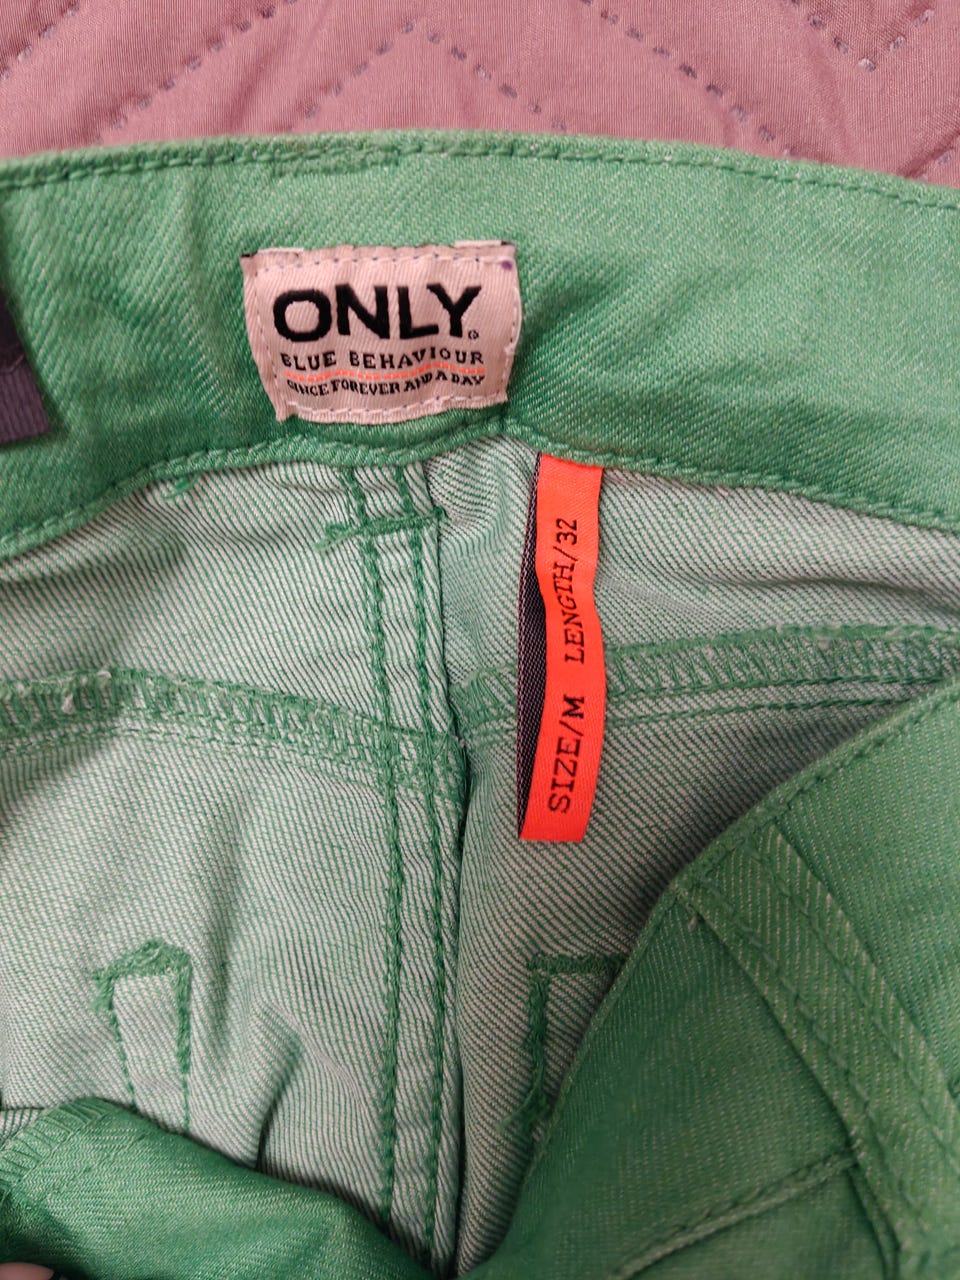 ONLY®
BLUE BEHAVIOUR
SINCE FOREVER AND A DAY
SIZE/M LENGTH/32